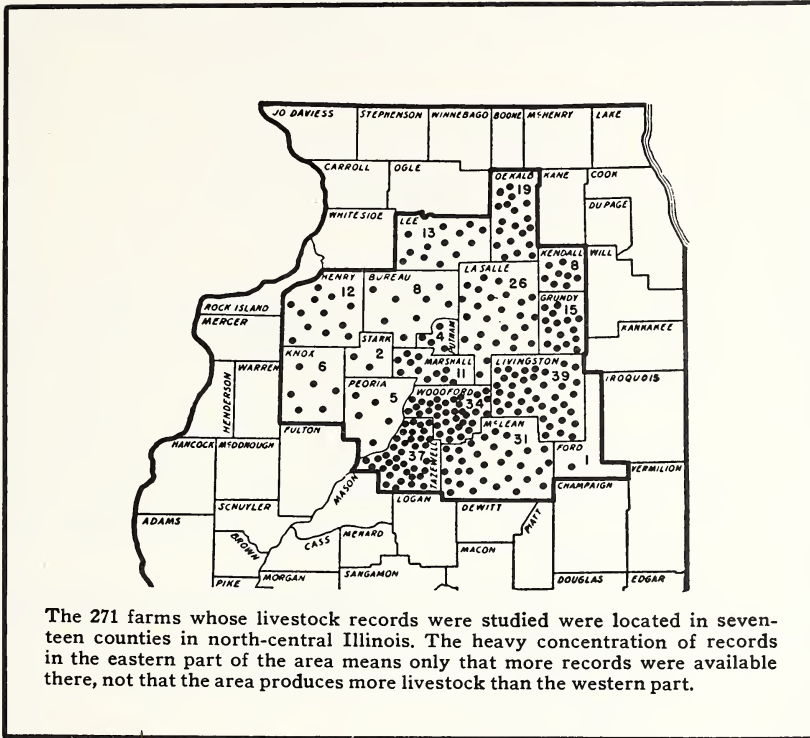 JO DAVIESS STEPHENSON WINNEBAGO BOONE McHENRY LAKE
CARROLL OGLE DEKALB KANE COOK
19
DU PAGE
WHITESIDE LEE
13
KENDALL WILL
8
HENRY BUREAU LA SALLE
12 8 26
GRUNDY
15
ROCK ISLAND
MERCER
KANKAKEE
STARK 4 PUTNAM
2
KNOX MARSHALL LIVINGSTON
6 11 39
WARREN
HENDERSON
PEORIA IROQUOIS
5 WOODFORD
34
McLEAN
31
FULTON
HANCOCK McDONOUGH FORD
37 TAZEWELL 1
VERMILION
MASON CHAMPAIGN
LOGAN DEWITT
SCHUYLER PIATT
ADAMS
BROWN CASS MENARD
MACON
PIKE MORGAN SANGAMON DOUGLAS EDGAR
The 271 farms whose livestock records were studied were located in seven-
teen counties in north-central Illinois. The heavy concentration of records
in the eastern part of the area means only that more records were available
there, not that the area produces more livestock than the western part.